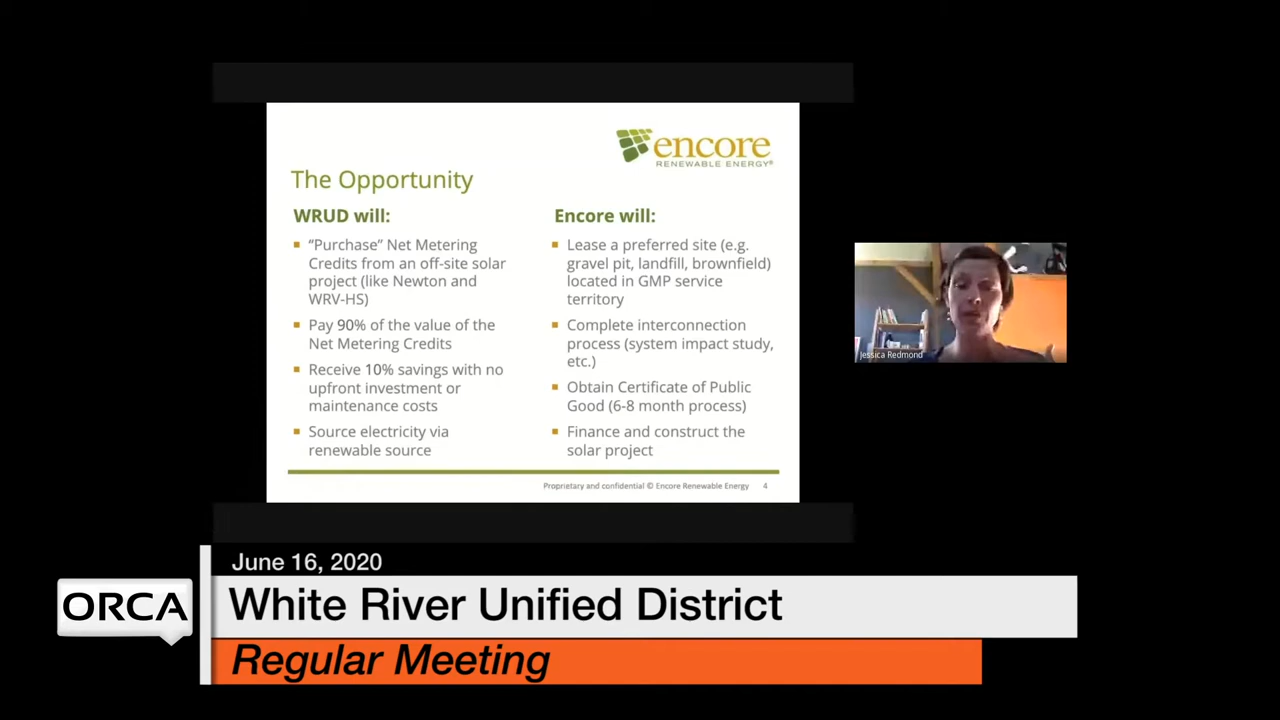 encore
RENEWABLE ENERGY®
The Opportunity
WRUD will:
"Purchase" Net Metering
Credits from an off-site solar
project (like Newton and
WRV-HS)
Pay 90% of the value of the
Net Metering Credits
Receive 10% savings with no
upfront investment or
maintenance costs
Source electricity via
renewable source
Encore will:
Lease a preferred site (e.g.
gravel pit, landfill, brownfield)
located in GMP service
territory
Complete interconnection
process (system impact study,
etc.)
Obtain Certificate of Public
Good (6-8 month process)
Finance and construct the
solar project
Proprietary and confidential © Encore Renewable Energy 4
Jessica Redmond
June 16, 2020
ORCA
White River Unified District
Regular Meeting